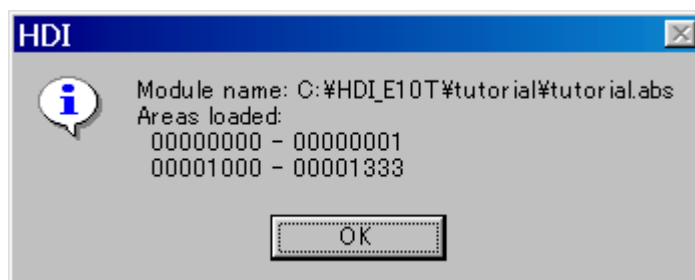 HDI
Module name: C:¥HDI_E10T¥tutorial¥tutorial.abs
Areas loaded:
00000000 - 00000001
00001000 - 00001333
OK